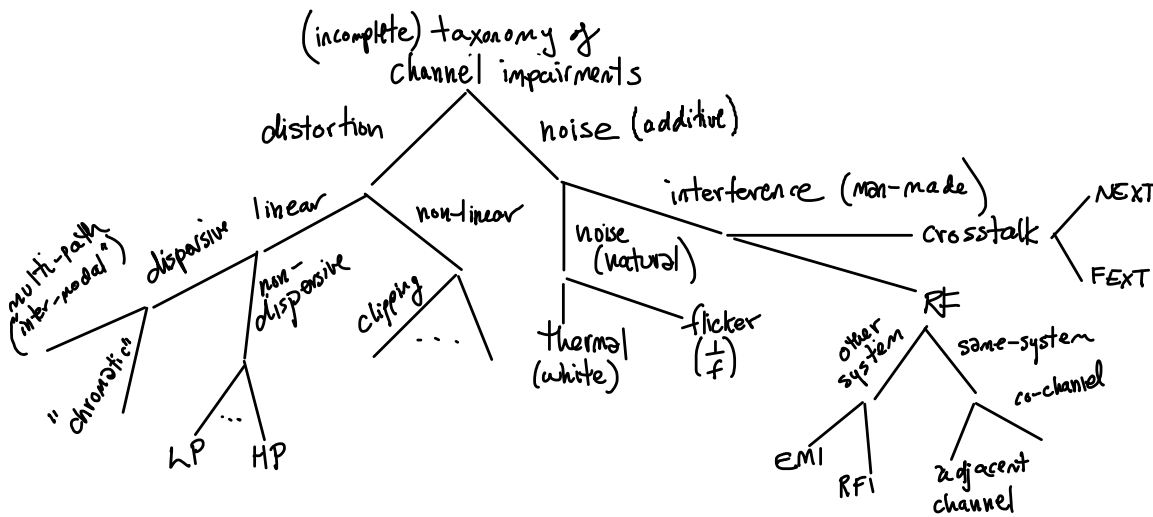 (incomplete) taxonomy of
channel impairments
distortion
noise (additive)
linear
non-linear
noise
(natural)
interference (man-made)
crosstalk
NEXT
FEXT
multi-path
("inter-modal")
dispersive
non-
dispersive
clipping
...
"chromatic"
...
LP
HP
thermal
(white)
flicker
(1/f)
RF
other
system
same-system
co-channel
EMI
RFI
adjacent
channel